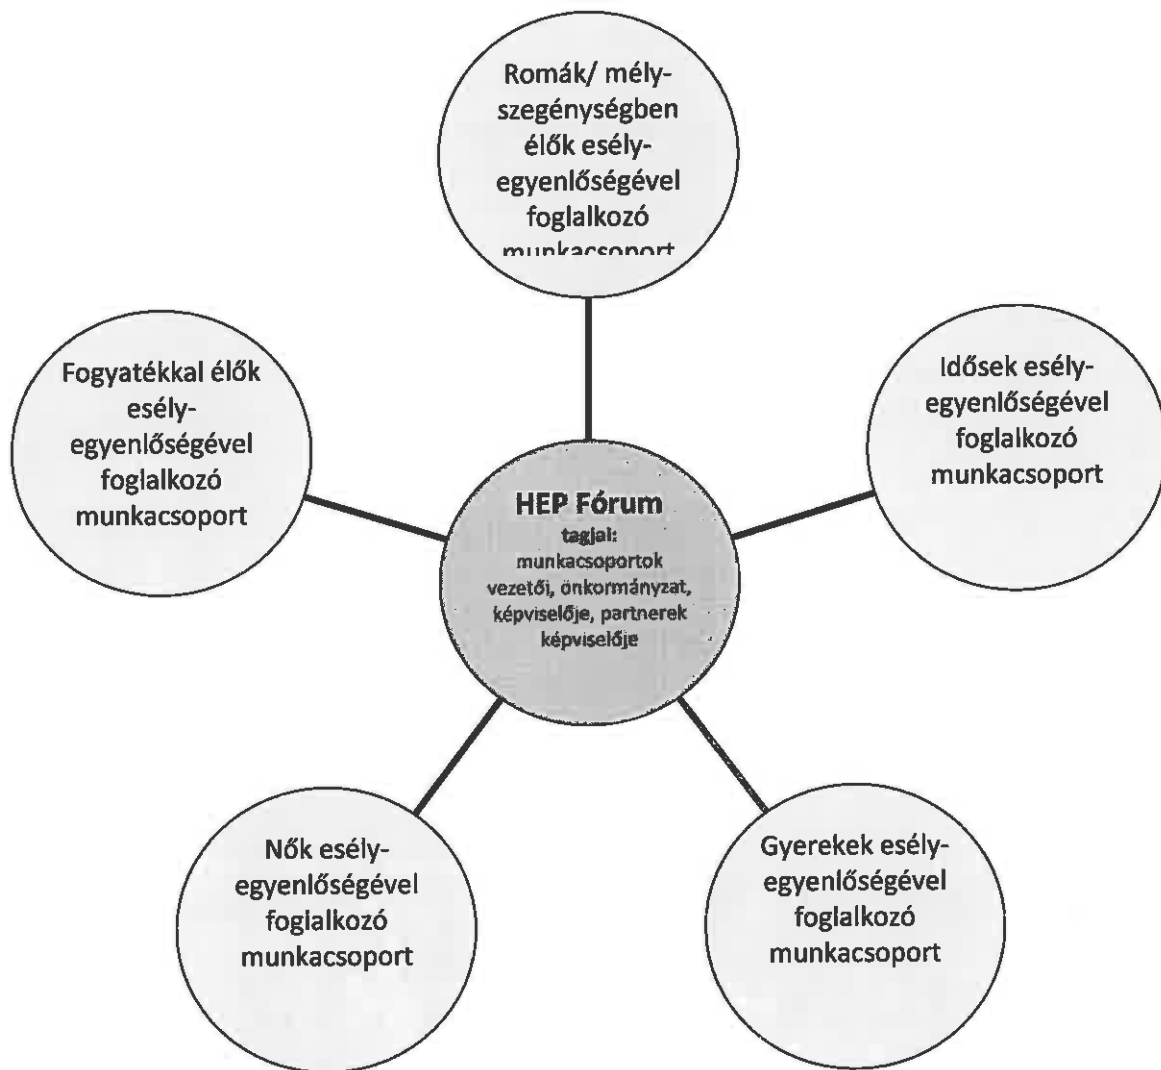 Romák/ mély-
szegénységben
élők esély-
egyenlőségével
foglalkozó
munkacsoport
Fogyatékkal élők
esély-
egyenlőségével
foglalkozó
munkacsoport
Idősek esély-
egyenlőségével
foglalkozó
munkacsoport
HEP Fórum
tagjai:
munkacsoportok
vezetői, önkormányzat,
képviselője, partnerek
képviselője
Nők esély-
egyenlőségével
foglalkozó
munkacsoport
Gyerekek esély-
egyenlőségével
foglalkozó
munkacsoport